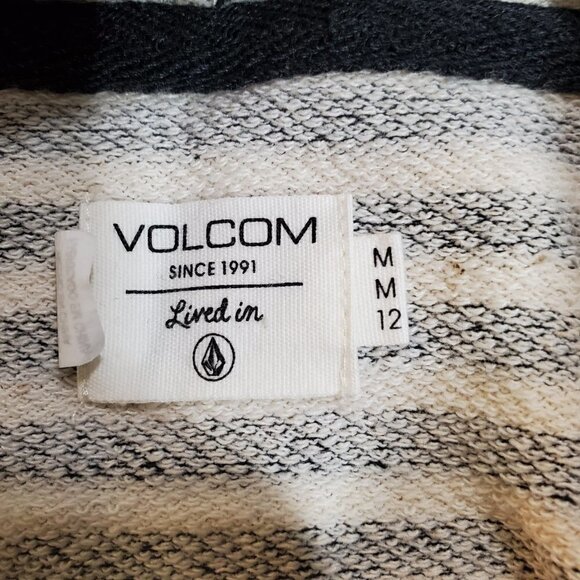 VOLCOM
SINCE 1991
Lived in
M
M
12